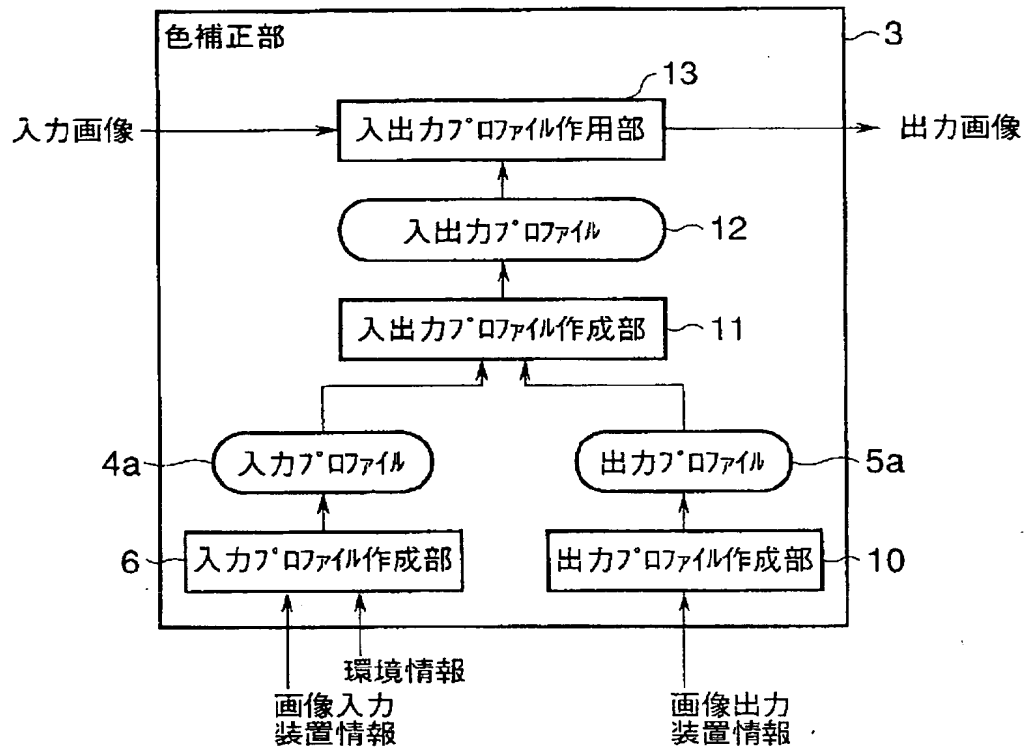 色補正部
3
13
入力画像
入出力ﾌﾟﾛﾌｧｲﾙ作用部
出力画像
入出力ﾌﾟﾛﾌｧｲﾙ
12
入出力ﾌﾟﾛﾌｧｲﾙ作成部
11
4a
入力ﾌﾟﾛﾌｧｲﾙ
出力ﾌﾟﾛﾌｧｲﾙ
5a
6
入力ﾌﾟﾛﾌｧｲﾙ作成部
出力ﾌﾟﾛﾌｧｲﾙ作成部
10
環境情報
画像入力
装置情報
画像出力
装置情報